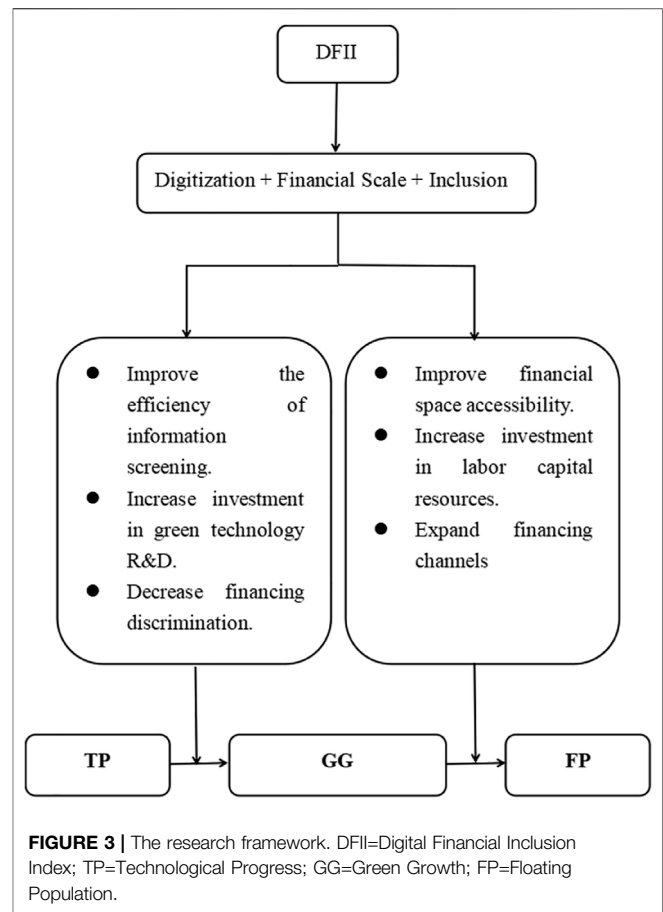 DFII
Digitization + Financial Scale + Inclusion
● Improve the
efficiency of
information
screening.
● Increase investment
in green technology
R&D.
● Decrease financing
discrimination.
● Improve financial
space accessibility.
● Increase investment
in labor capital
resources.
● Expand financing
channels
TP
GG
FP
FIGURE 3 | The research framework. DFII=Digital Financial Inclusion
Index; TP=Technological Progress; GG=Green Growth; FP=Floating
Population.